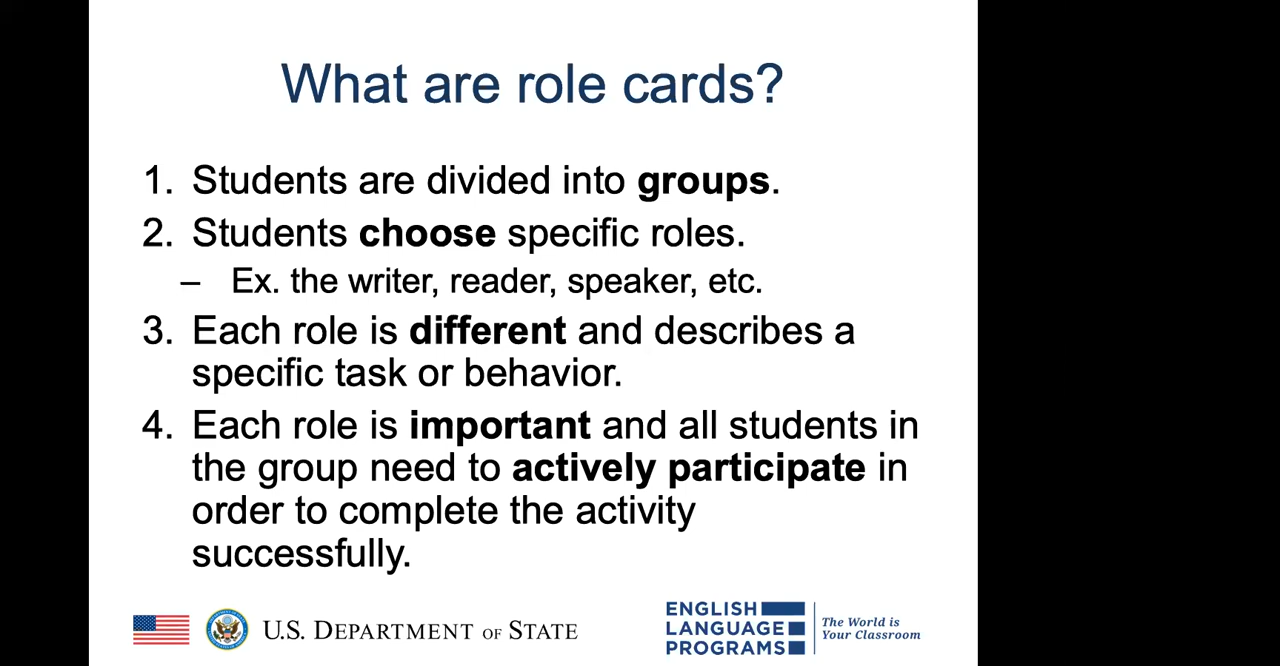 What are role cards?
1. Students are divided into groups.
2. Students choose specific roles.
– Ex. the writer, reader, speaker, etc.
3. Each role is different and describes a
specific task or behavior.
4. Each role is important and all students in
the group need to actively participate in
order to complete the activity
successfully.
U.S. DEPARTMENT OF STATE
ENGLISH
LANGUAGE
PROGRAMS
The World is
Your Classroom